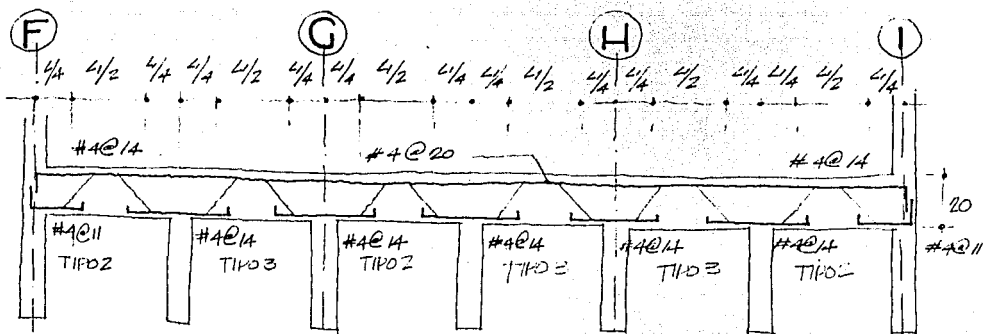 F G H I
L/4 L/2 L/4 L/4 L/2 L/4 L/4 L/2 L/4 L/4 L/2 L/4 L/4 L/2 L/4 L/4 L/2 L/4
#4@14 #4@20 #4@14
20
#4@11 #4@14 #4@14 #4@14 #4@14 #4@14 #4@11
TIPO2 TIPO3 TIPO2 TIPO3 TIPO3 TIPO2